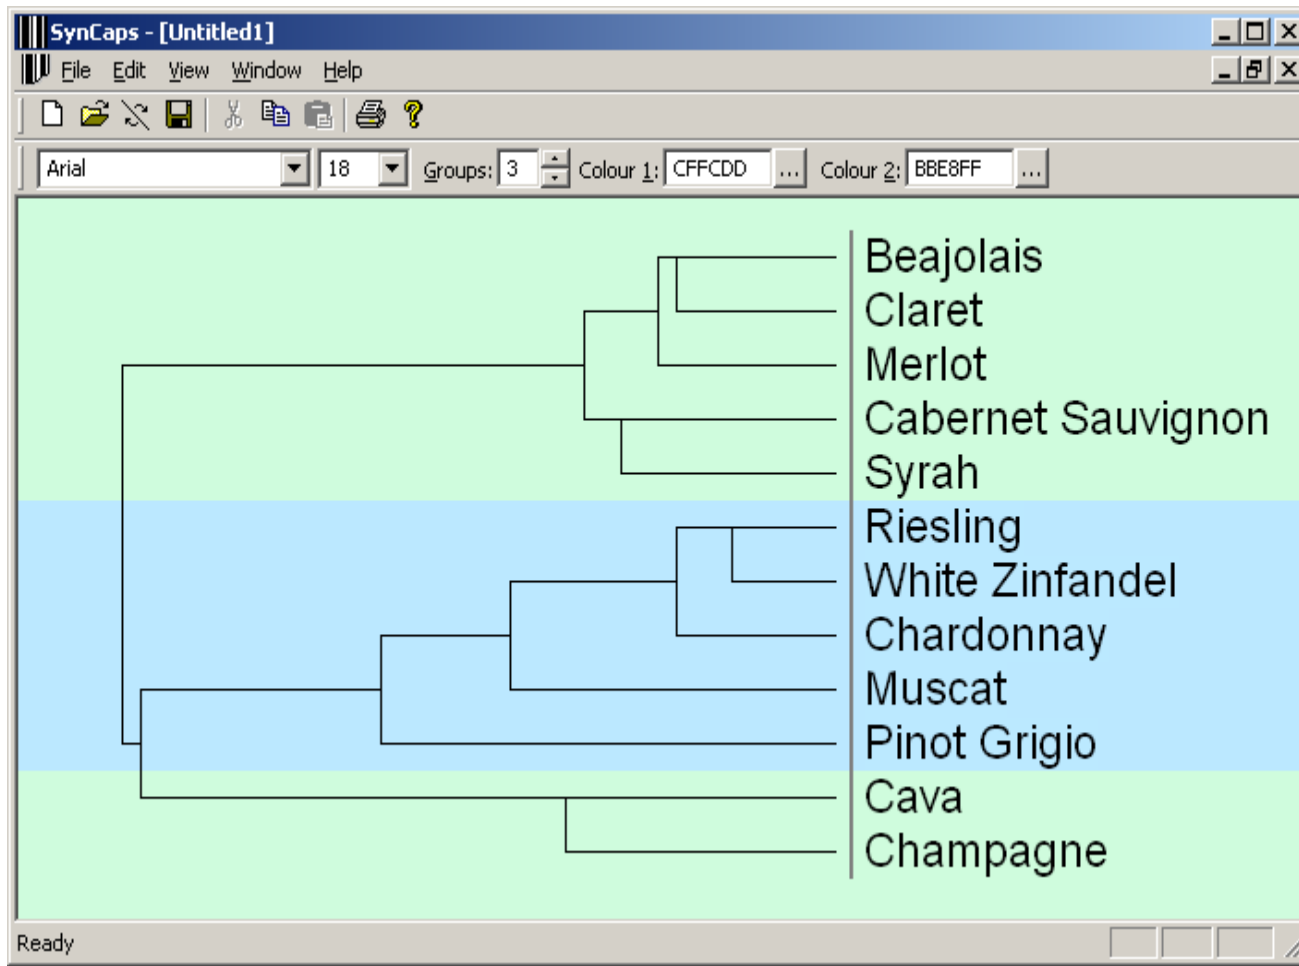 SynCaps - [Untitled1]
File Edit View Window Help
Arial 18 Groups: 3 Colour 1: CFFCDD ... Colour 2: BBE8FF ...
Beajolais
Claret
Merlot
Cabernet Sauvignon
Syrah
Riesling
White Zinfandel
Chardonnay
Muscat
Pinot Grigio
Cava
Champagne
Ready